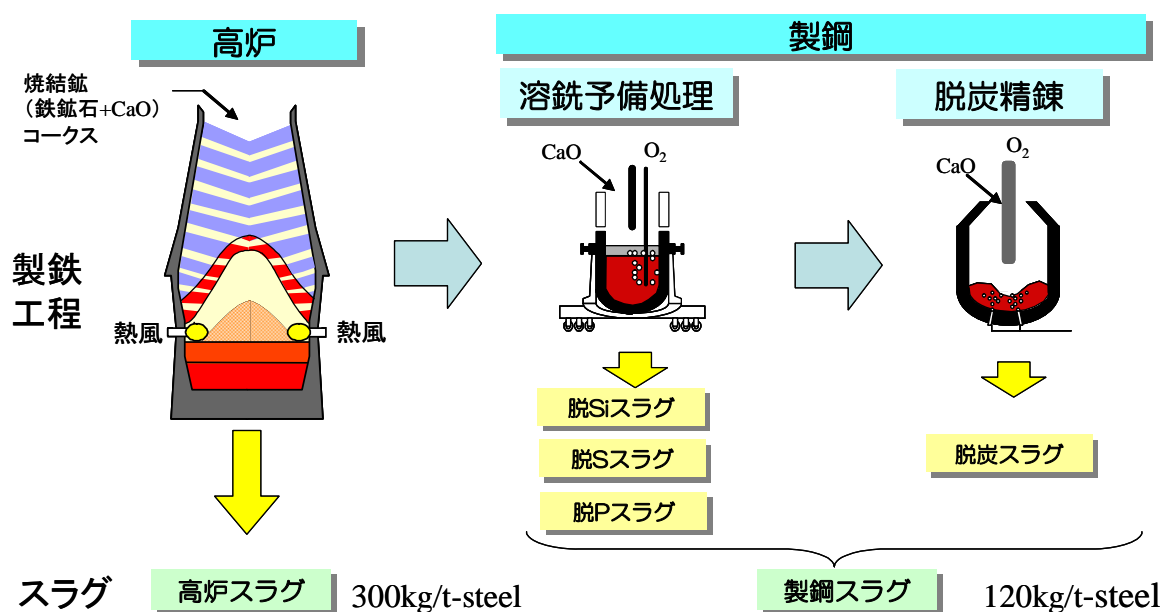 高炉
製鋼
焼結鉱
（鉄鉱石+CaO）
コークス
溶銑予備処理
脱炭精錬
CaO
O₂
CaO
O₂
製鉄
工程
熱風
熱風
脱Siスラグ
脱Sスラグ
脱Pスラグ
脱炭スラグ
スラグ
高炉スラグ
300kg/t-steel
製鋼スラグ
120kg/t-steel